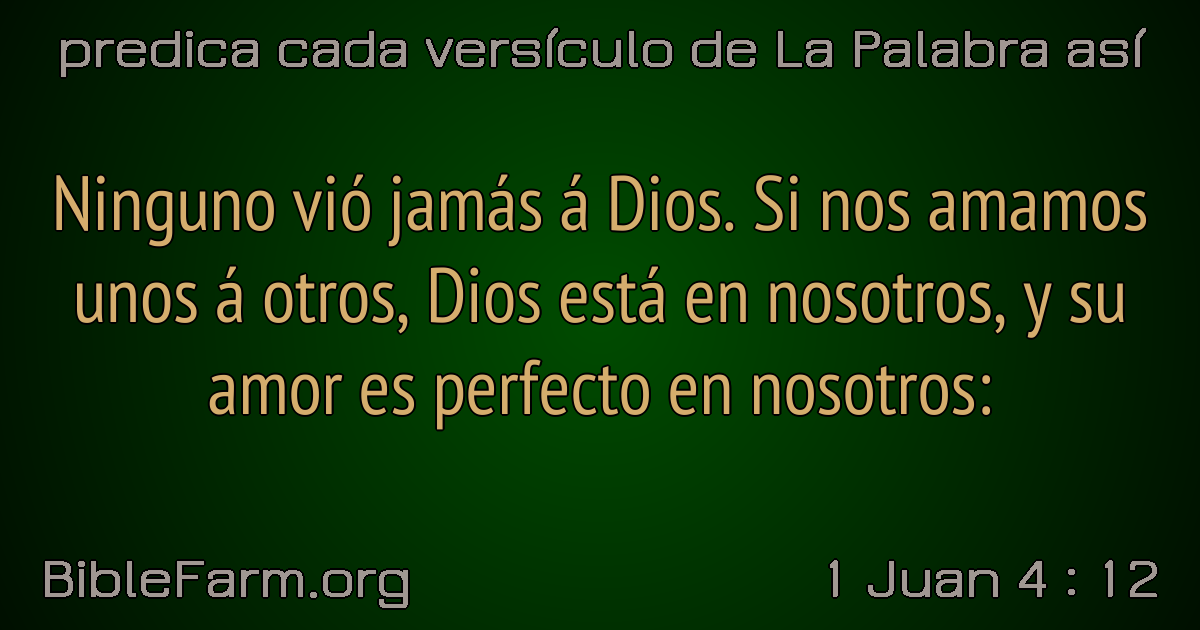 predica cada versículo de La Palabra así
Ninguno vió jamás á Dios. Si nos amamos
unos á otros, Dios está en nosotros, y su
amor es perfecto en nosotros:
BibleFarm.org
1 Juan 4 : 12